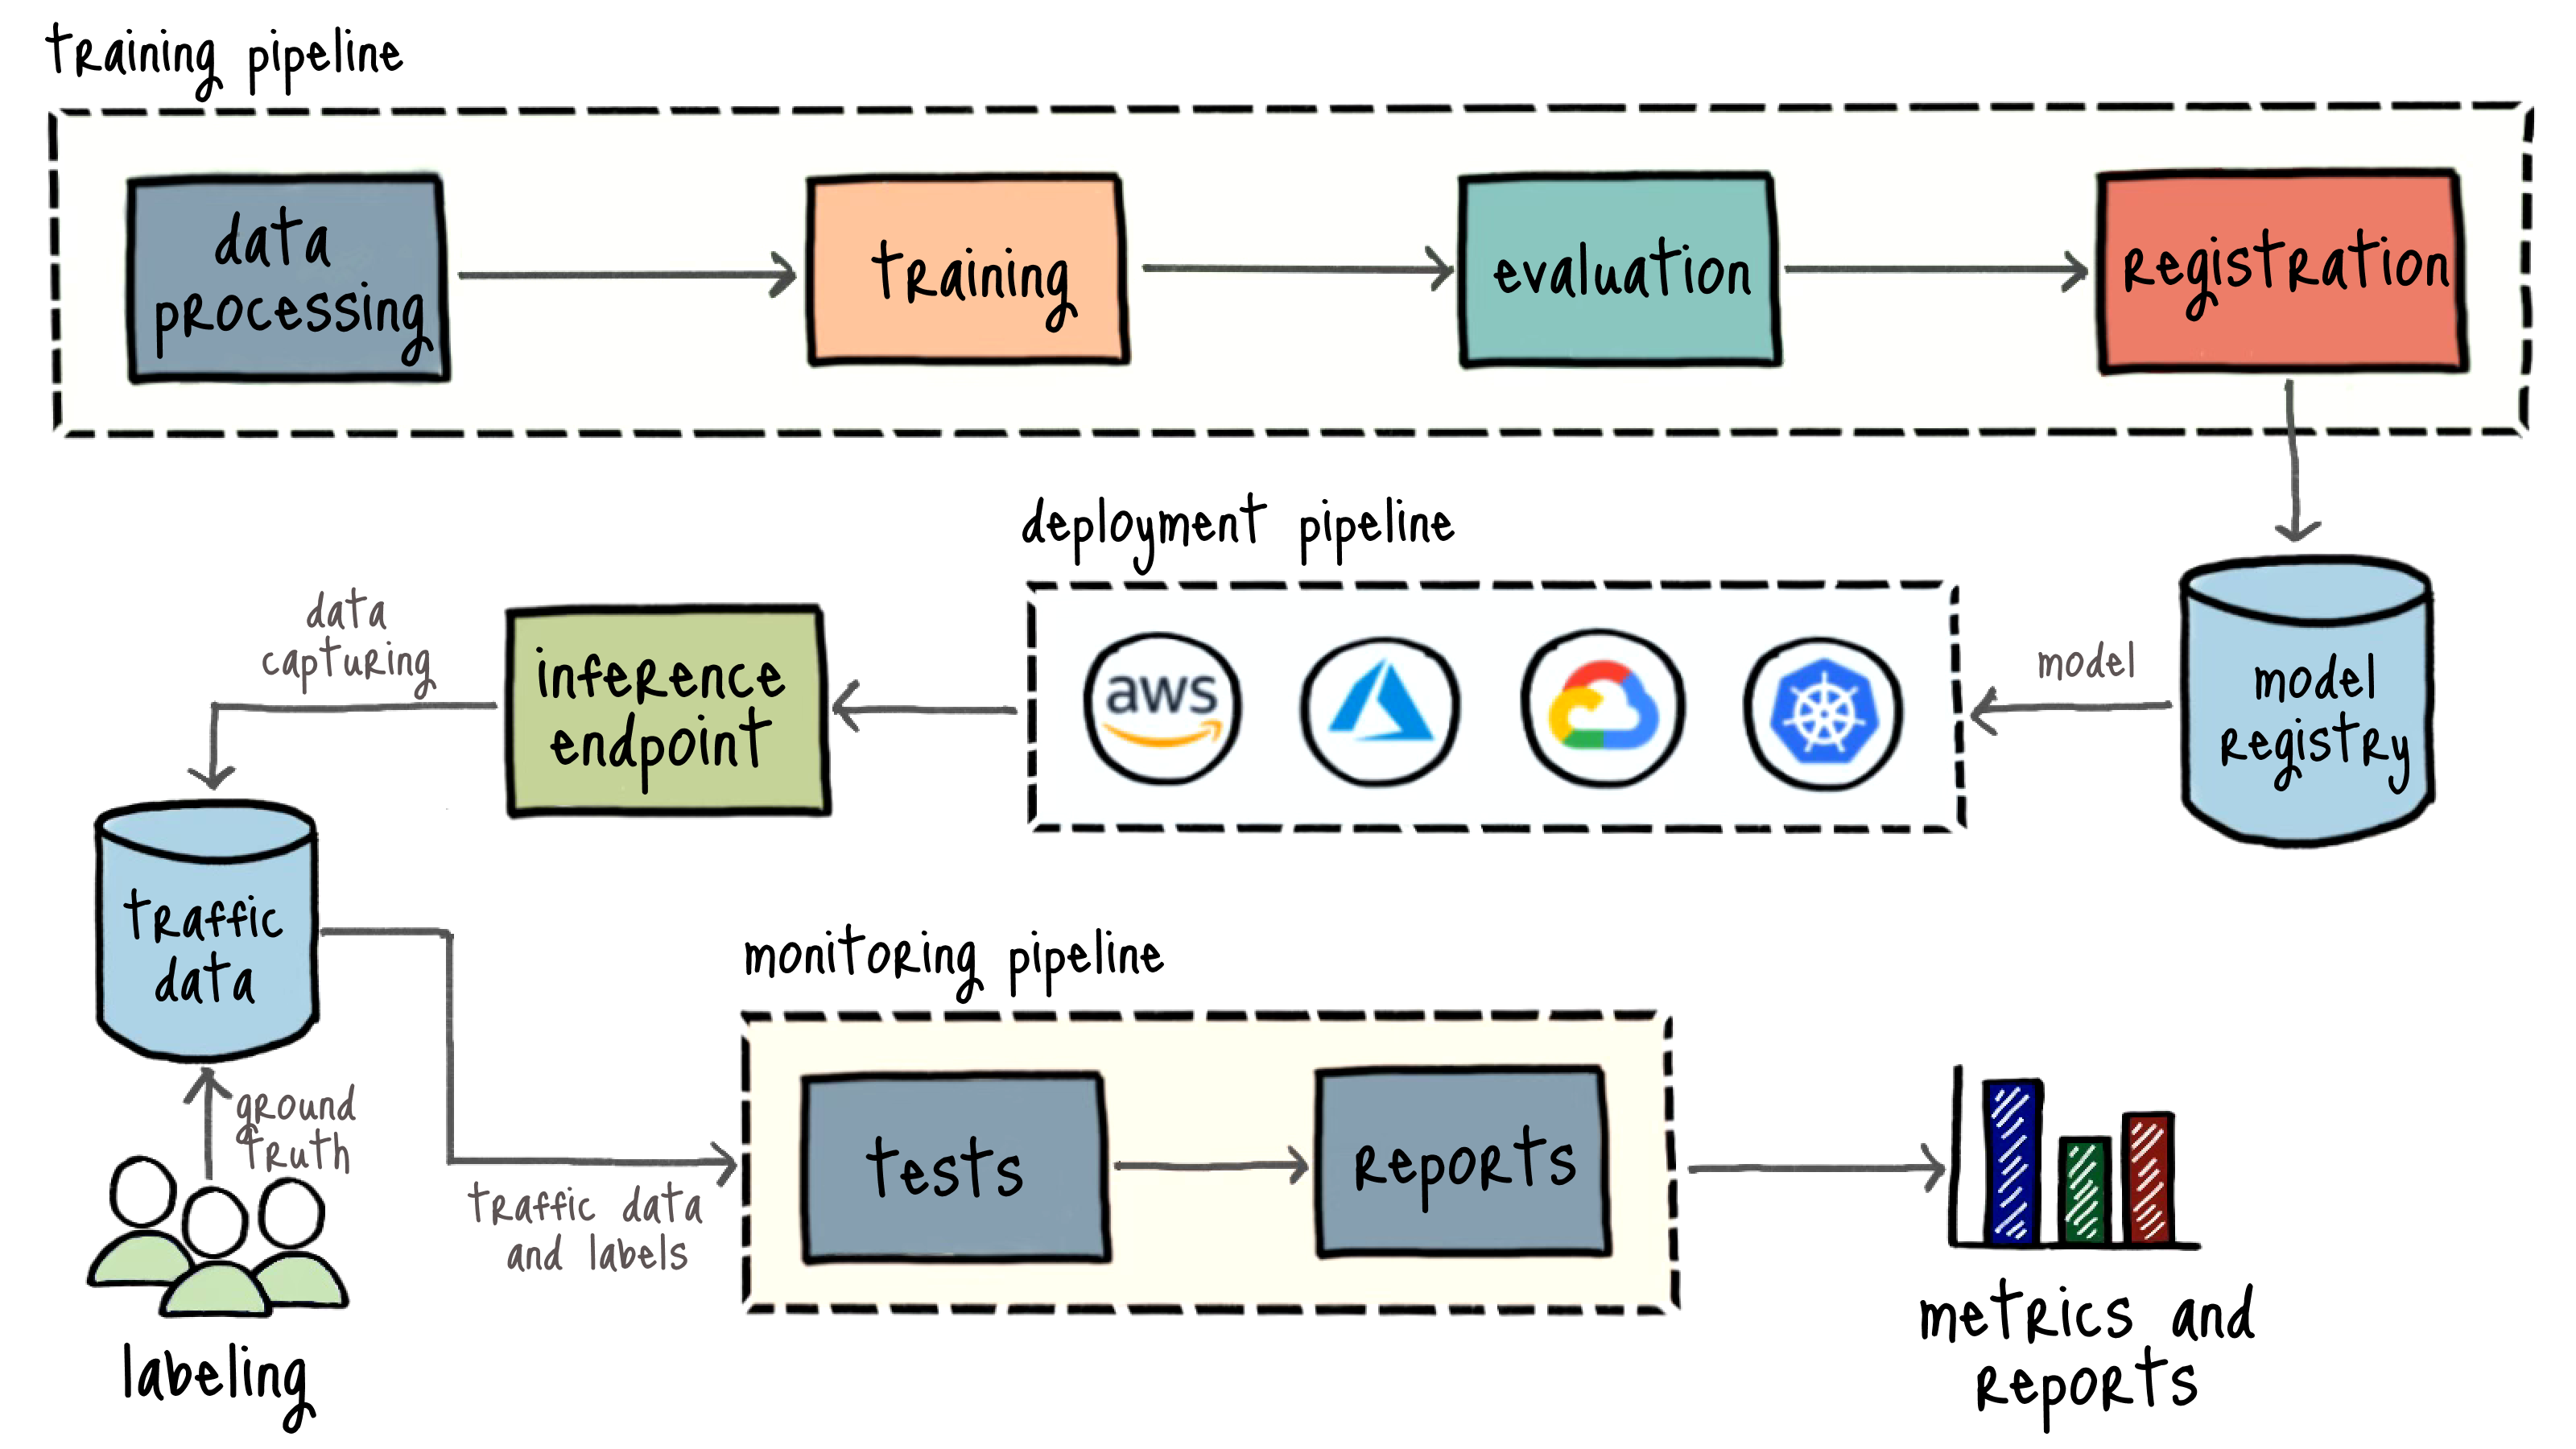 training pipeline
data
processing
training
evaluation
registration
deployment pipeline
data
capturing
inference
endpoint
aws
model
model
registry
traffic
data
monitoring pipeline
ground
truth
tests
reports
traffic data
and labels
labeling
metrics and
reports